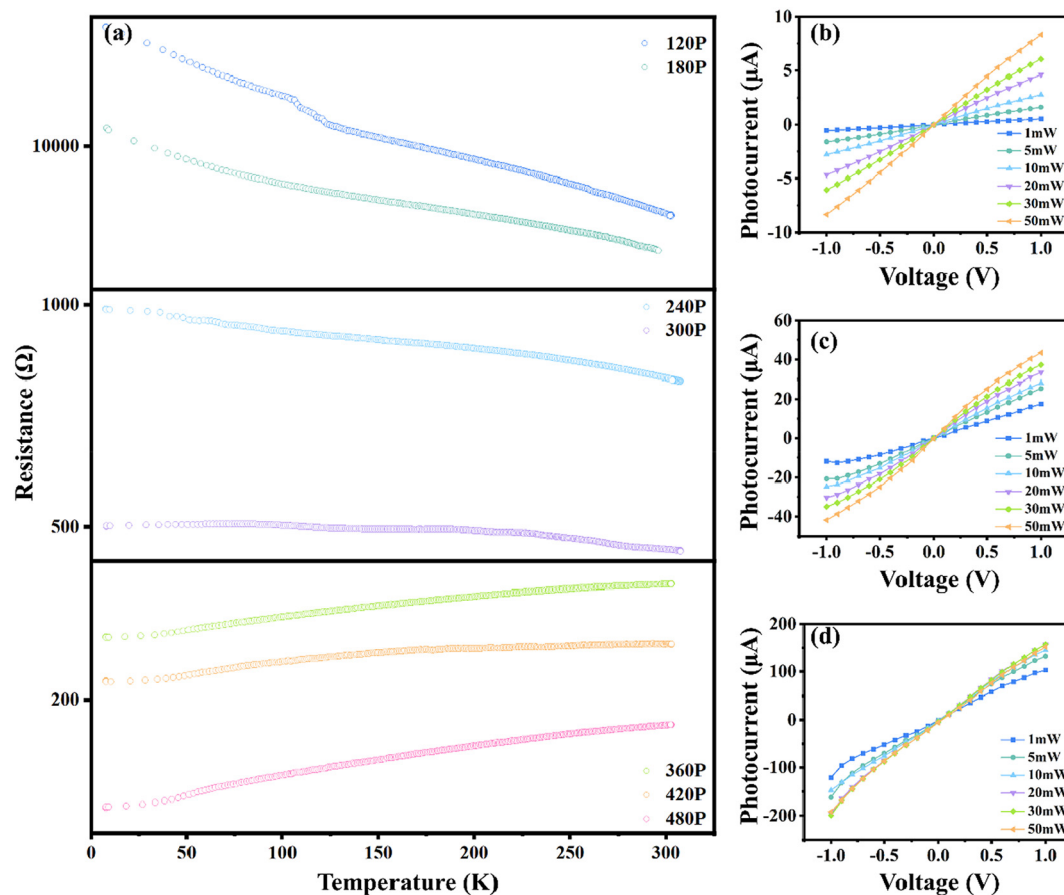 (a)
120P
180P
10000
1000
240P
300P
500
200
360P
420P
480P
0
50
100
150
200
250
300
Resistance (Ω)
Temperature (K)
(b)
10
5
0
-5
-10
1mW
5mW
10mW
20mW
30mW
50mW
-1.0
-0.5
0.0
0.5
1.0
Photocurrent (μA)
Voltage (V)
(c)
60
40
20
0
-20
-40
1mW
5mW
10mW
20mW
30mW
50mW
-1.0
-0.5
0.0
0.5
1.0
Photocurrent (μA)
Voltage (V)
(d)
200
100
0
-100
-200
1mW
5mW
10mW
20mW
30mW
50mW
-1.0
-0.5
0.0
0.5
1.0
Photocurrent (μA)
Voltage (V)